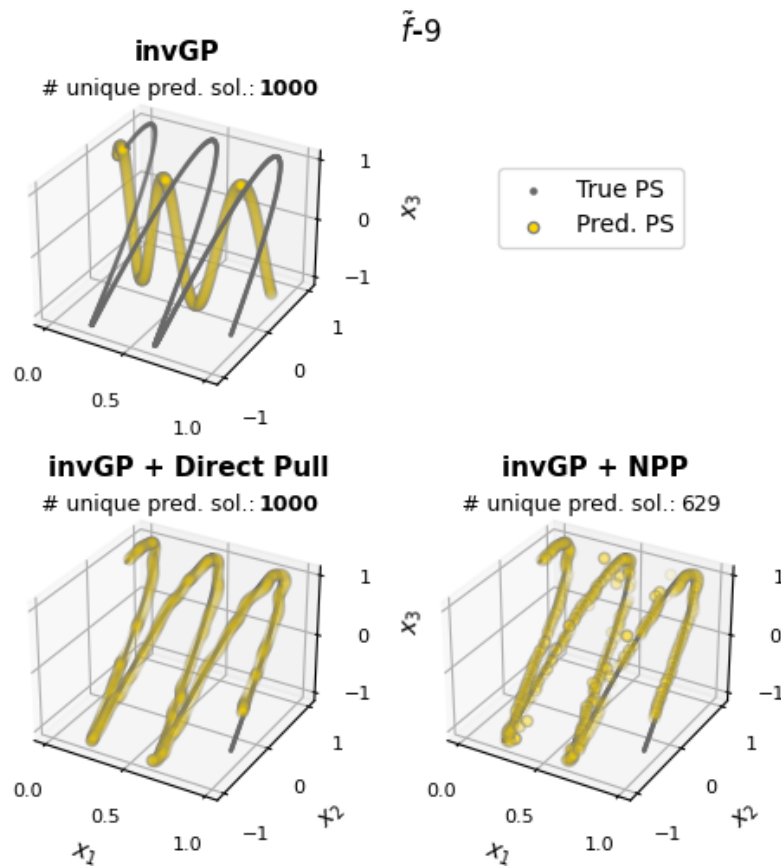 f̃-9
invGP
# unique pred. sol.: 1000
True PS
Pred. PS
1
0
−1
x₃
0.0
0.5
1.0
−1
0
1
invGP + Direct Pull
# unique pred. sol.: 1000
1
0
−1
x₃
0.0
0.5
1.0
x₁
−1
0
1
x₂
invGP + NPP
# unique pred. sol.: 629
1
0
−1
0.0
0.5
1.0
x₁
−1
0
1
x₂